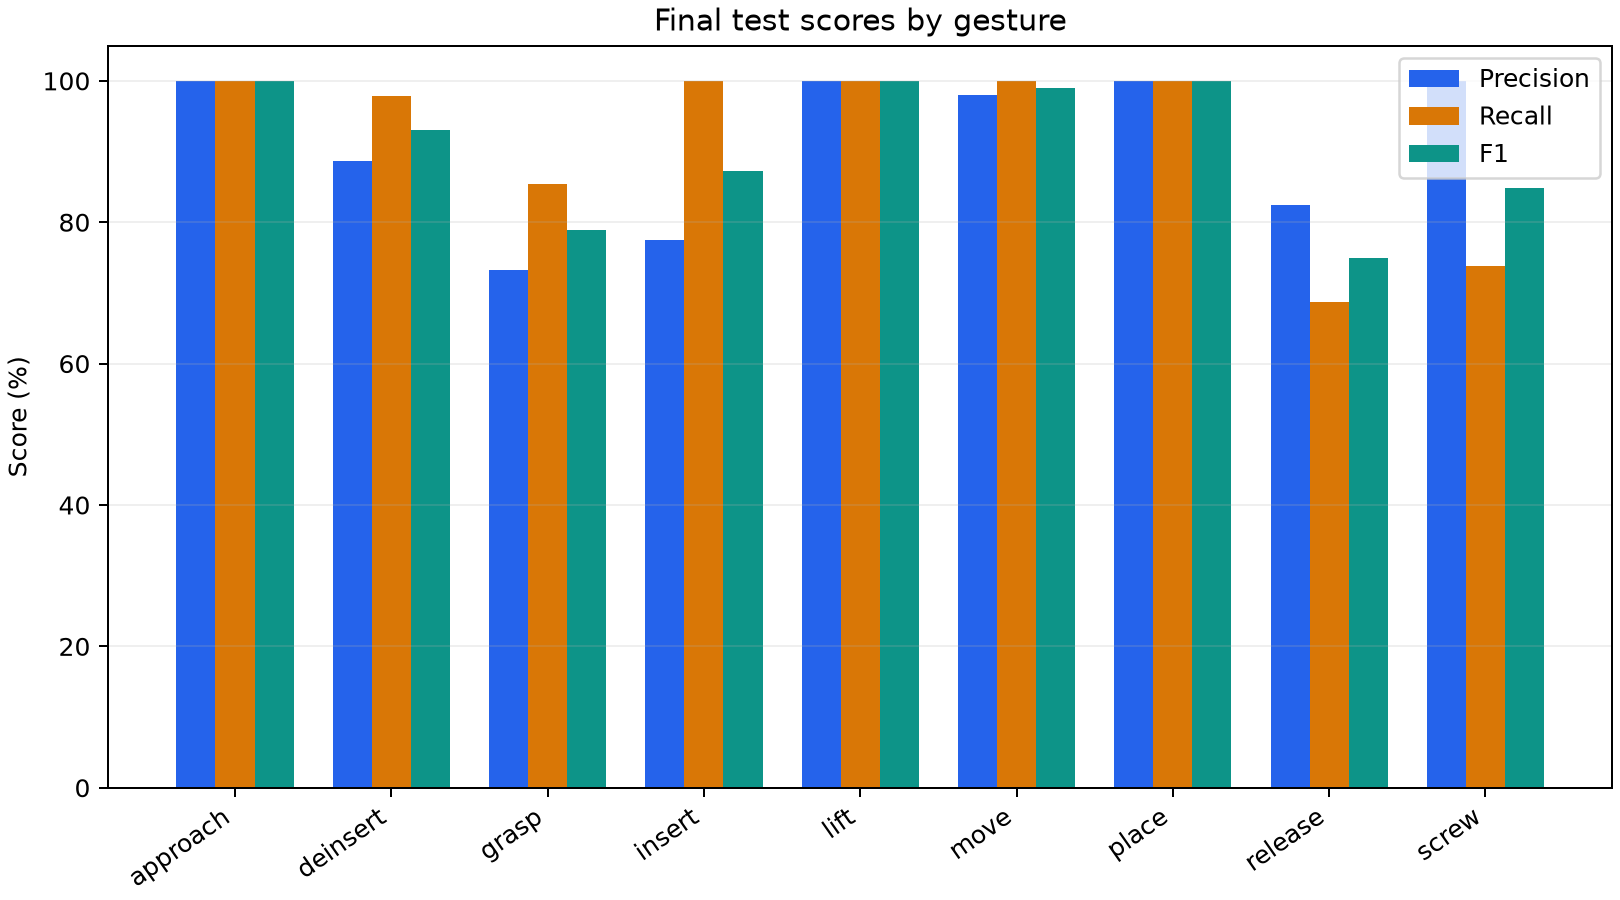 Final test scores by gesture
Precision
Recall
F1
Score (%)
100
80
60
40
20
0
approach
deinsert
grasp
insert
lift
move
place
release
screw